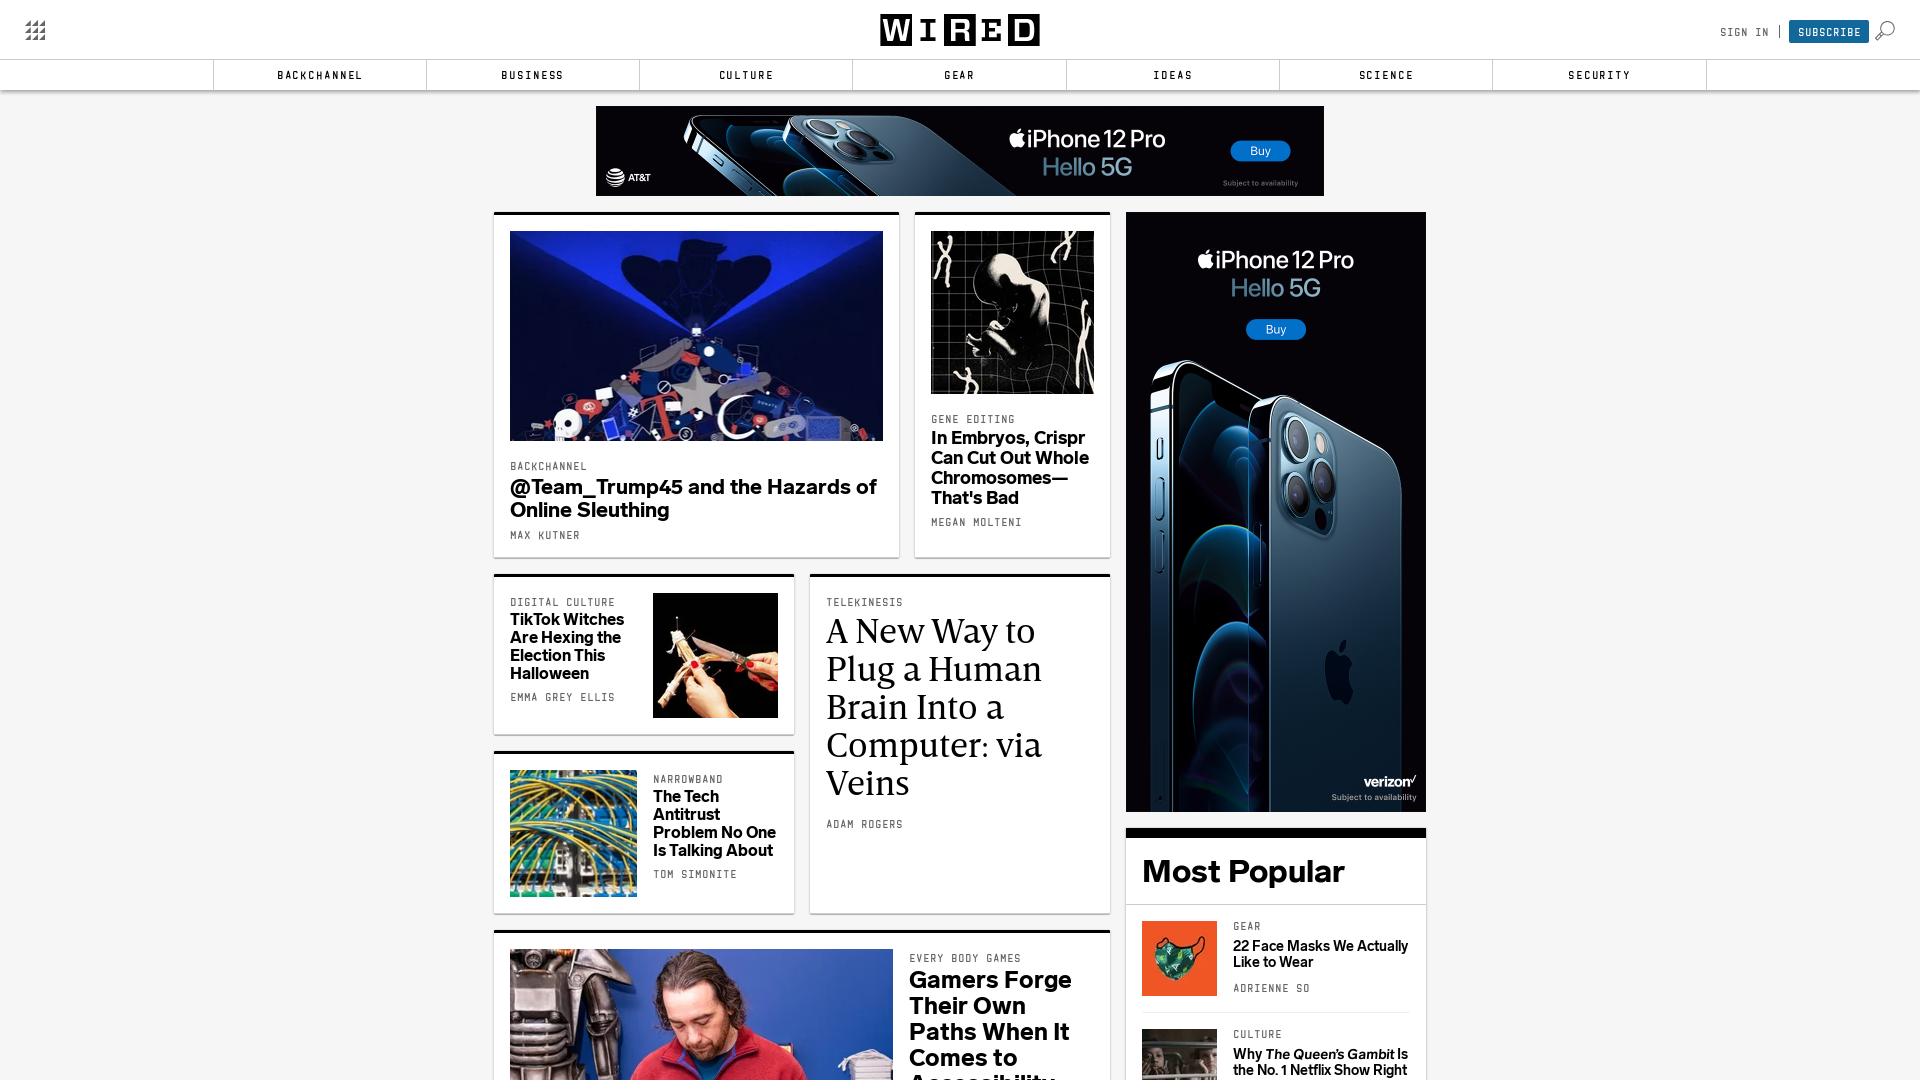 WIRED
SIGN IN
SUBSCRIBE
BACKCHANNEL
BUSINESS
CULTURE
GEAR
IDEAS
SCIENCE
SECURITY
iPhone 12 Pro
Hello 5G
Buy
AT&T
Subject to availability
BACKCHANNEL
@Team_Trump45 and the Hazards of
Online Sleuthing
MAX KUTNER
GENE EDITING
In Embryos, Crispr
Can Cut Out Whole
Chromosomes—
That's Bad
MEGAN MOLTENI
iPhone 12 Pro
Hello 5G
Buy
verizon✓
Subject to availability
DIGITAL CULTURE
TikTok Witches
Are Hexing the
Election This
Halloween
EMMA GREY ELLIS
TELEKINESIS
A New Way to
Plug a Human
Brain Into a
Computer: via
Veins
ADAM ROGERS
NARROWBAND
The Tech
Antitrust
Problem No One
Is Talking About
TOM SIMONITE
EVERY BODY GAMES
Gamers Forge
Their Own
Paths When It
Comes to
Accessibility
Most Popular
GEAR
22 Face Masks We Actually
Like to Wear
ADRIENNE SO
CULTURE
Why The Queen's Gambit Is
the No. 1 Netflix Show Right